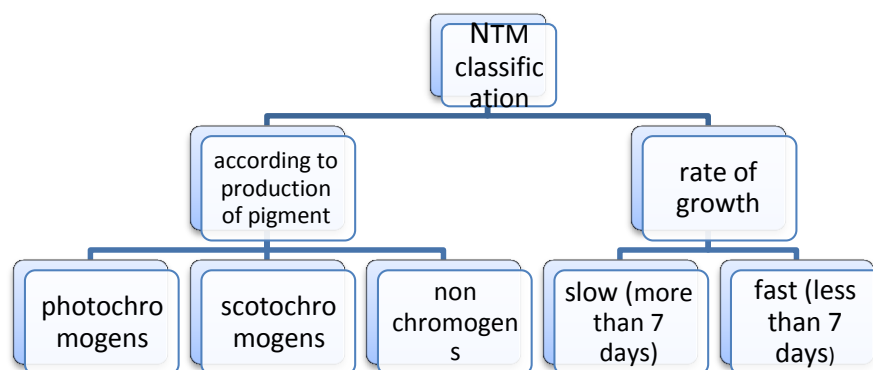 NTM
classific
ation
according to
production
of pigment
rate of
growth
photochro
mogens
scotochro
mogens
non
chromogen
s
slow (more
than 7
days)
fast (less
than 7
days)